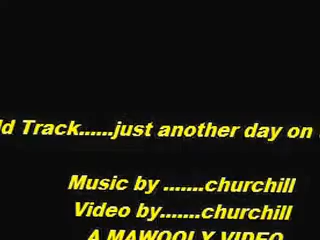 ld Track......just another day on
Music by .......churchill
Video by.......churchill
A MAWOOLY VIDEO